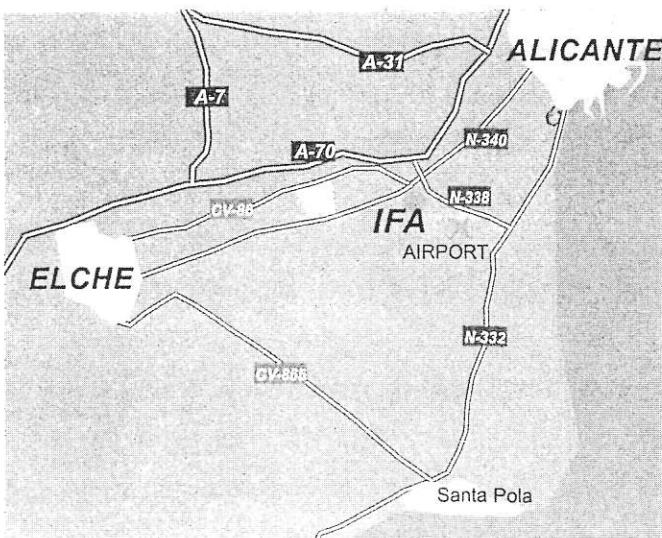 A-31
ALICANTE
A-7
A-70
N-340
CV-86
N-338
IFA
AIRPORT
ELCHE
N-332
CV-865
Santa Pola